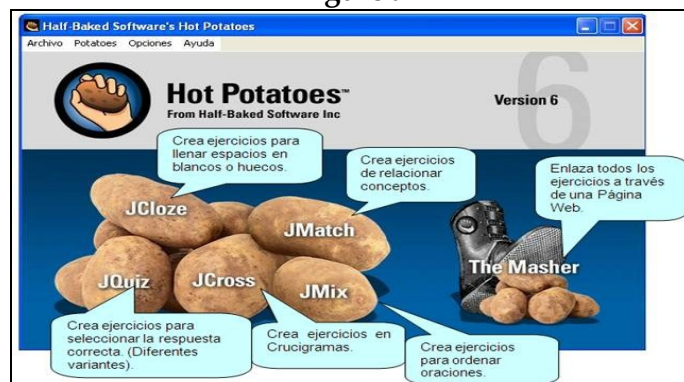 Half-Baked Software's Hot Potatoes
Archivo Potatoes Opciones Ayuda
Hot Potatoes™
From Half-Baked Software Inc
Version 6
6
Crea ejercicios para
llenar espacios en
blancos o huecos.
Crea ejercicios
de relacionar
conceptos.
Enlaza todos los
ejercicios a través
de una Página
Web.
JCloze
JMatch
JQuiz
JCross
JMix
The Masher
Crea ejercicios para
seleccionar la respuesta
correcta. (Diferentes
variantes).
Crea ejercicios en
Crucigramas.
Crea ejercicios
para ordenar
oraciones.